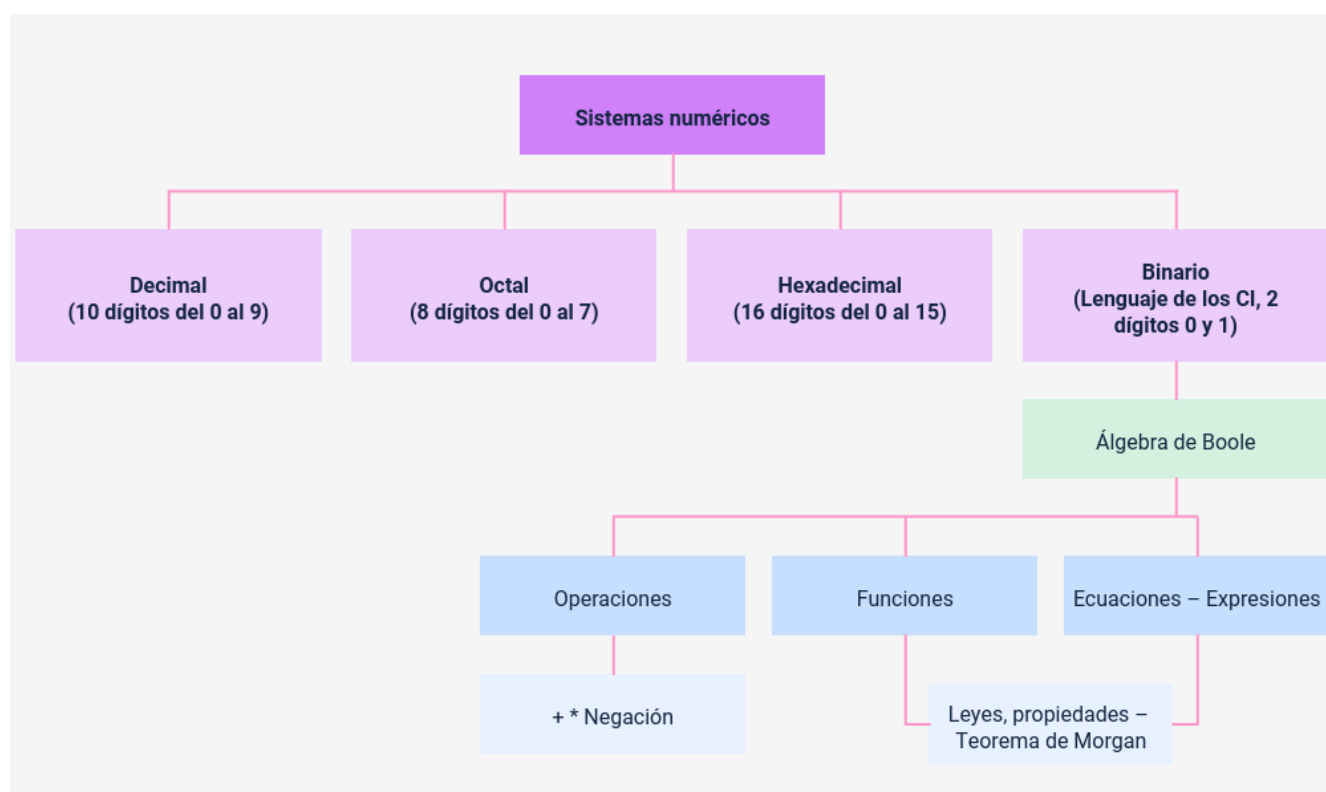 Sistemas numéricos
Decimal
(10 dígitos del 0 al 9)
Octal
(8 dígitos del 0 al 7)
Hexadecimal
(16 dígitos del 0 al 15)
Binario
(Lenguaje de los CI, 2
dígitos 0 y 1)
Álgebra de Boole
Operaciones
Funciones
Ecuaciones – Expresiones
+ * Negación
Leyes, propiedades –
Teorema de Morgan